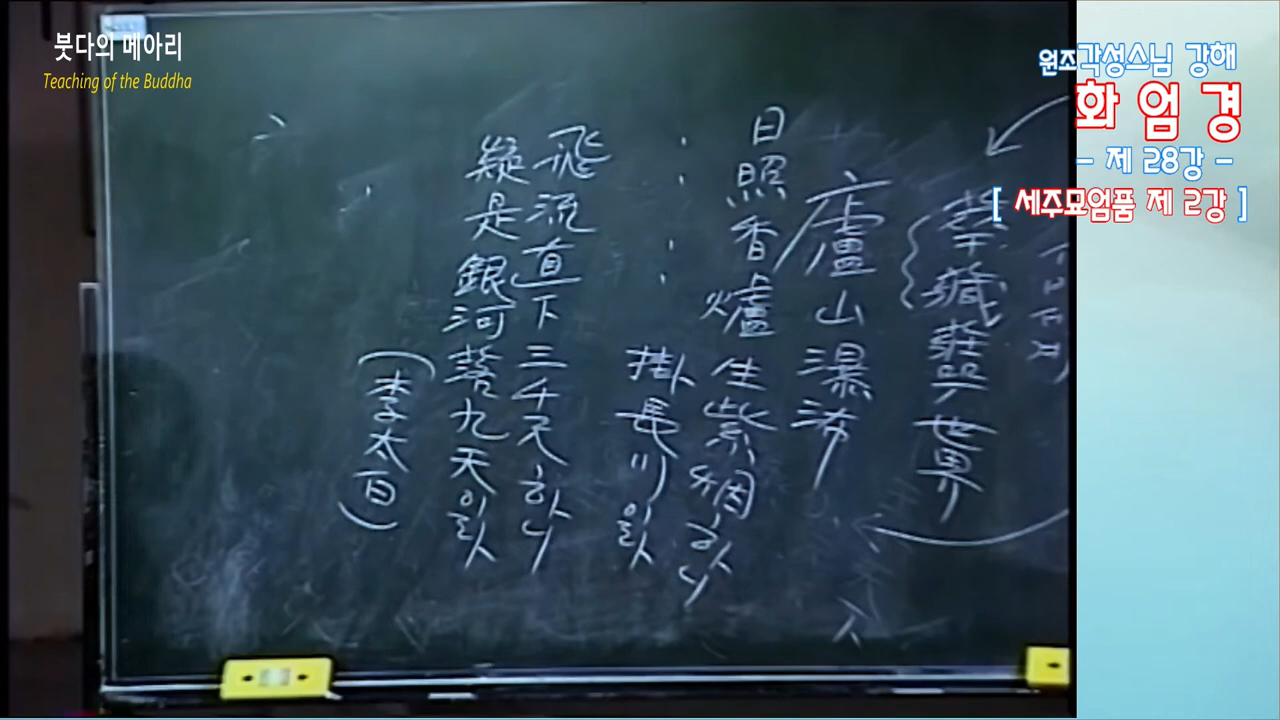 붓다의 메아리
Teaching of the Buddha
원조각성스님 강해
화엄경
- 제 28강 -
[ 세주묘엄품 제 2강 ]
華藏莊嚴世界
廬山瀑布
日照香爐生紫烟하니
: : 掛長川이라
飛流直下三千尺하니
疑是銀河落九天이라
(李太白)